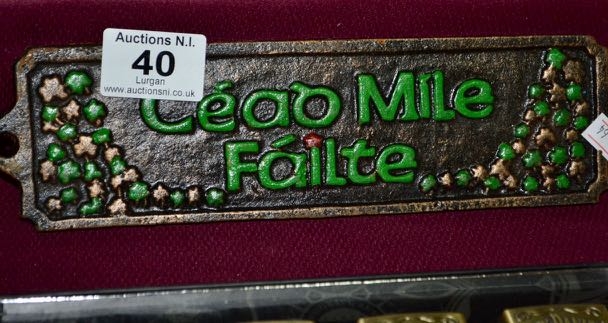 Auctions N.I.
40
Lurgan
www.auctionsni.co.uk
Céad Míle
Fáilte